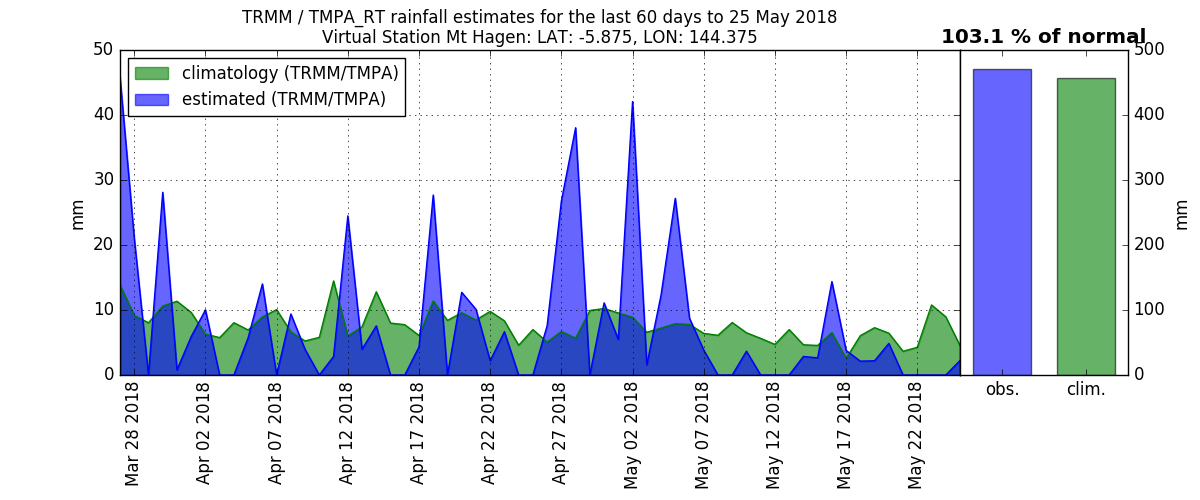 TRMM / TMPA_RT rainfall estimates for the last 60 days to 25 May 2018
Virtual Station Mt Hagen: LAT: -5.875, LON: 144.375
103.1 % of normal
climatology (TRMM/TMPA)
estimated (TRMM/TMPA)
50
40
30
20
10
0
mm
500
400
300
200
100
0
mm
obs.
clim.
Mar 28 2018
Apr 02 2018
Apr 07 2018
Apr 12 2018
Apr 17 2018
Apr 22 2018
Apr 27 2018
May 02 2018
May 07 2018
May 12 2018
May 17 2018
May 22 2018